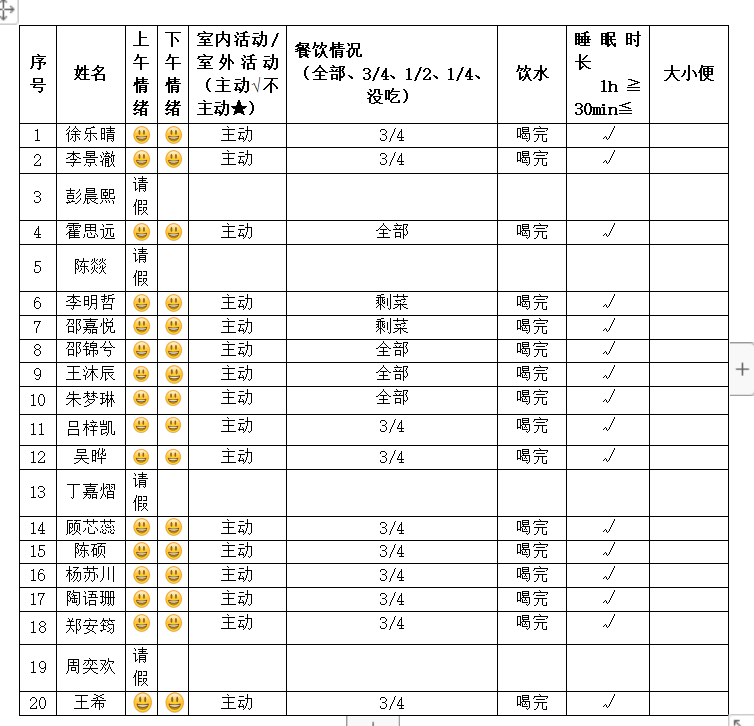 序号 姓名 上午情绪 下午情绪 室内活动/室外活动（主动√不主动★） 餐饮情况（全部、3/4、1/2、1/4、没吃） 饮水 睡眠时长 1h≧ 30min≦ 大小便
1 徐乐晴 😃 😃 主动 3/4 喝完 √
2 李景澈 😃 😃 主动 3/4 喝完 √
3 彭晨熙 请假
4 霍思远 😃 😃 主动 全部 喝完 √
5 陈燚 请假
6 李明哲 😃 😃 主动 剩菜 喝完 √
7 邵嘉悦 😃 😃 主动 剩菜 喝完 √
8 邵锦兮 😃 😃 主动 全部 喝完 √
9 王沐辰 😃 😃 主动 全部 喝完 √
10 朱梦琳 😃 😃 主动 全部 喝完 √
11 吕梓凯 😃 😃 主动 3/4 喝完 √
12 吴晔 😃 😃 主动 3/4 喝完 √
13 丁嘉熠 请假
14 顾芯蕊 😃 😃 主动 3/4 喝完 √
15 陈硕 😃 😃 主动 3/4 喝完 √
16 杨苏川 😃 😃 主动 3/4 喝完 √
17 陶语珊 😃 😃 主动 3/4 喝完 √
18 郑安筠 😃 😃 主动 3/4 喝完 √
19 周奕欢 请假
20 王希 😃 😃 主动 3/4 喝完 √